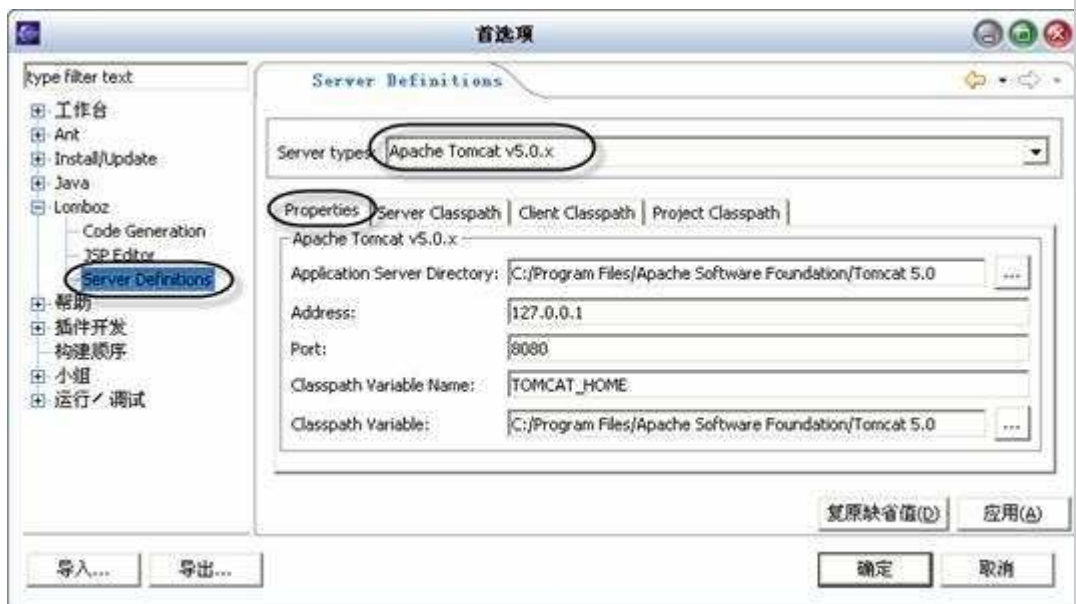 首选项
type filter text
工作台
Ant
Install/Update
Java
Lomboz
Code Generation
JSP Editor
Server Definitions
帮助
插件开发
构建顺序
小组
运行/调试
Server Definitions
Server types: Apache Tomcat v5.0.x
Properties Server Classpath Client Classpath Project Classpath
Apache Tomcat v5.0.x
Application Server Directory: C:/Program Files/Apache Software Foundation/Tomcat 5.0 ...
Address: 127.0.0.1
Port: 8080
Classpath Variable Name: TOMCAT_HOME
Classpath Variable: C:/Program Files/Apache Software Foundation/Tomcat 5.0 ...
复原缺省值(D) 应用(A)
导入... 导出... 确定 取消